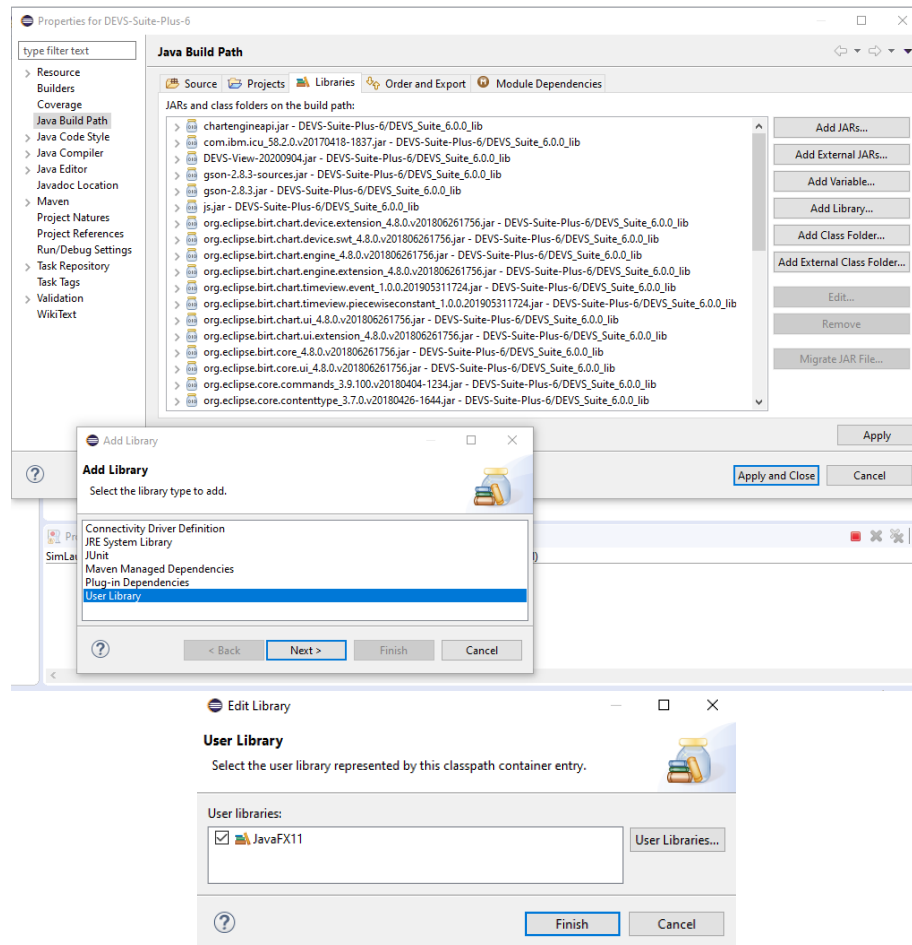 Properties for DEVS-Suite-Plus-6
type filter text
Java Build Path
Resource
Builders
Coverage
Java Build Path
Java Code Style
Java Compiler
Java Editor
Javadoc Location
Maven
Project Natures
Project References
Run/Debug Settings
Task Repository
Task Tags
Validation
WikiText
Source Projects Libraries Order and Export Module Dependencies
JARs and class folders on the build path:
chartengineapi.jar - DEVS-Suite-Plus-6/DEVS_Suite_6.0.0_lib
com.ibm.icu_58.2.0.v20170418-1837.jar - DEVS-Suite-Plus-6/DEVS_Suite_6.0.0_lib
DEVS-View-20200904.jar - DEVS-Suite-Plus-6/DEVS_Suite_6.0.0_lib
gson-2.8.3-sources.jar - DEVS-Suite-Plus-6/DEVS_Suite_6.0.0_lib
gson-2.8.3.jar - DEVS-Suite-Plus-6/DEVS_Suite_6.0.0_lib
js.jar - DEVS-Suite-Plus-6/DEVS_Suite_6.0.0_lib
org.eclipse.birt.chart.device.extension_4.8.0.v201806261756.jar - DEVS-Suite-Plus-6/DEVS_Suite_6.0.0_lib
org.eclipse.birt.chart.device.swt_4.8.0.v201806261756.jar - DEVS-Suite-Plus-6/DEVS_Suite_6.0.0_lib
org.eclipse.birt.chart.engine_4.8.0.v201806261756.jar - DEVS-Suite-Plus-6/DEVS_Suite_6.0.0_lib
org.eclipse.birt.chart.engine.extension_4.8.0.v201806261756.jar - DEVS-Suite-Plus-6/DEVS_Suite_6.0.0_lib
org.eclipse.birt.chart.timeview.event_1.0.0.201905311724.jar - DEVS-Suite-Plus-6/DEVS_Suite_6.0.0_lib
org.eclipse.birt.chart.timeview.piecewiseconstant_1.0.0.201905311724.jar - DEVS-Suite-Plus-6/DEVS_Suite_6.0.0_lib
org.eclipse.birt.chart.ui_4.8.0.v201806261756.jar - DEVS-Suite-Plus-6/DEVS_Suite_6.0.0_lib
org.eclipse.birt.chart.ui.extension_4.8.0.v201806261756.jar - DEVS-Suite-Plus-6/DEVS_Suite_6.0.0_lib
org.eclipse.birt.core_4.8.0.v201806261756.jar - DEVS-Suite-Plus-6/DEVS_Suite_6.0.0_lib
org.eclipse.birt.core.ui_4.8.0.v201806261756.jar - DEVS-Suite-Plus-6/DEVS_Suite_6.0.0_lib
org.eclipse.core.commands_3.9.100.v20180404-1234.jar - DEVS-Suite-Plus-6/DEVS_Suite_6.0.0_lib
org.eclipse.core.contenttype_3.7.0.v20180426-1644.jar - DEVS-Suite-Plus-6/DEVS_Suite_6.0.0_lib
Add JARs...
Add External JARs...
Add Variable...
Add Library...
Add Class Folder...
Add External Class Folder...
Edit...
Remove
Migrate JAR File...
Apply
Apply and Close Cancel
Add Library
Add Library
Select the library type to add.
Connectivity Driver Definition
JRE System Library
JUnit
Maven Managed Dependencies
Plug-in Dependencies
User Library
< Back Next > Finish Cancel
Pr
SimLau
Edit Library
User Library
Select the user library represented by this classpath container entry.
User libraries:
JavaFX11
User Libraries...
Finish Cancel